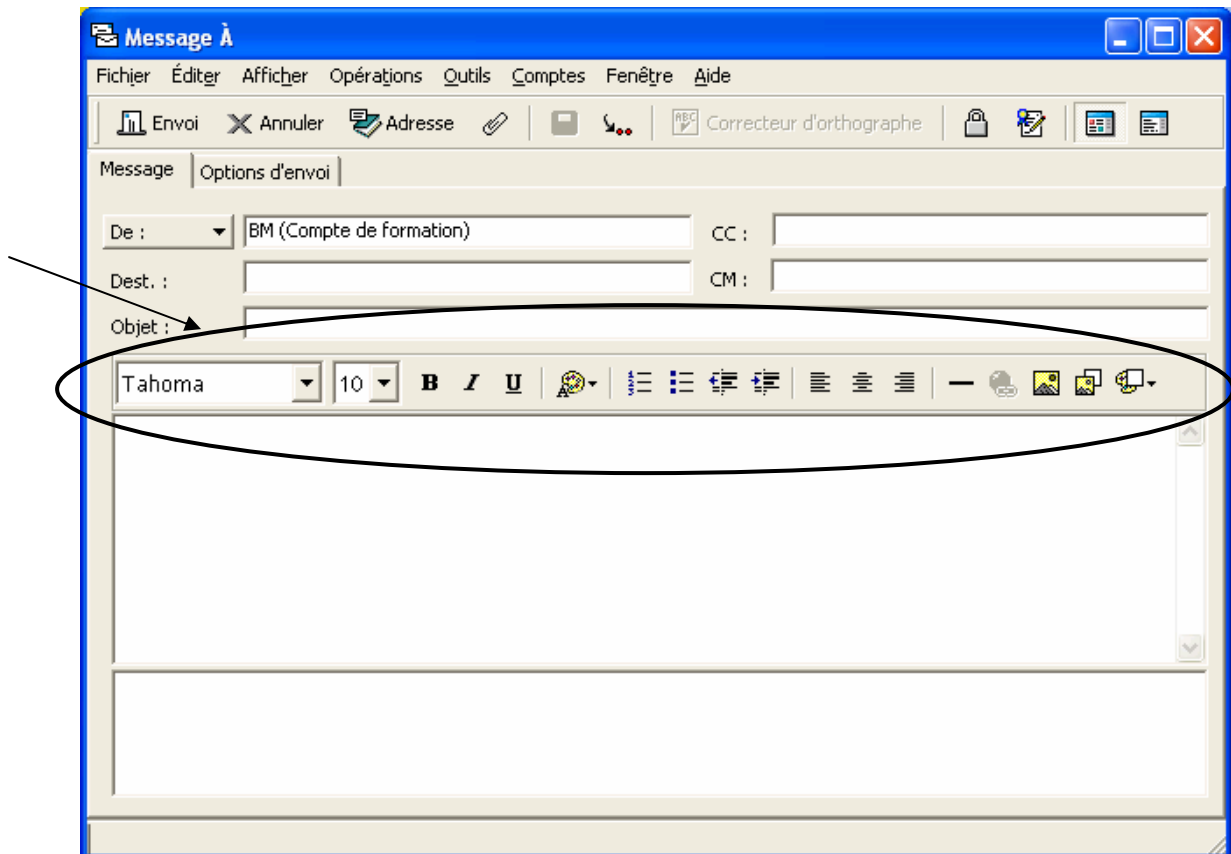 Message À
Fichier Éditer Afficher Opérations Outils Comptes Fenêtre Aide
Envoi Annuler Adresse ABC Correcteur d'orthographe
Message Options d'envoi
De : BM (Compte de formation) CC :
Dest. : CM :
Objet :
Tahoma 10 B I U